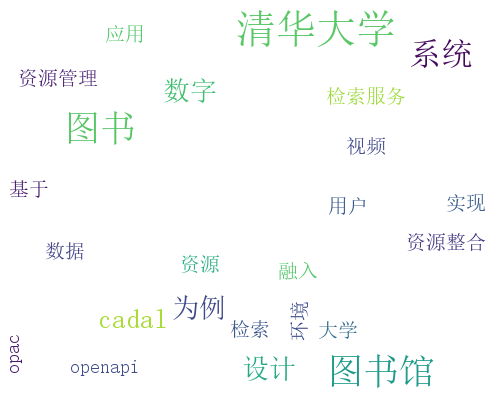 清华大学
应用
系统
资源管理
数字
检索服务
图书
视频
基于
用户
实现
资源整合
数据
资源
融入
为例
cadal
环境
检索
大学
opac
openapi
设计
图书馆